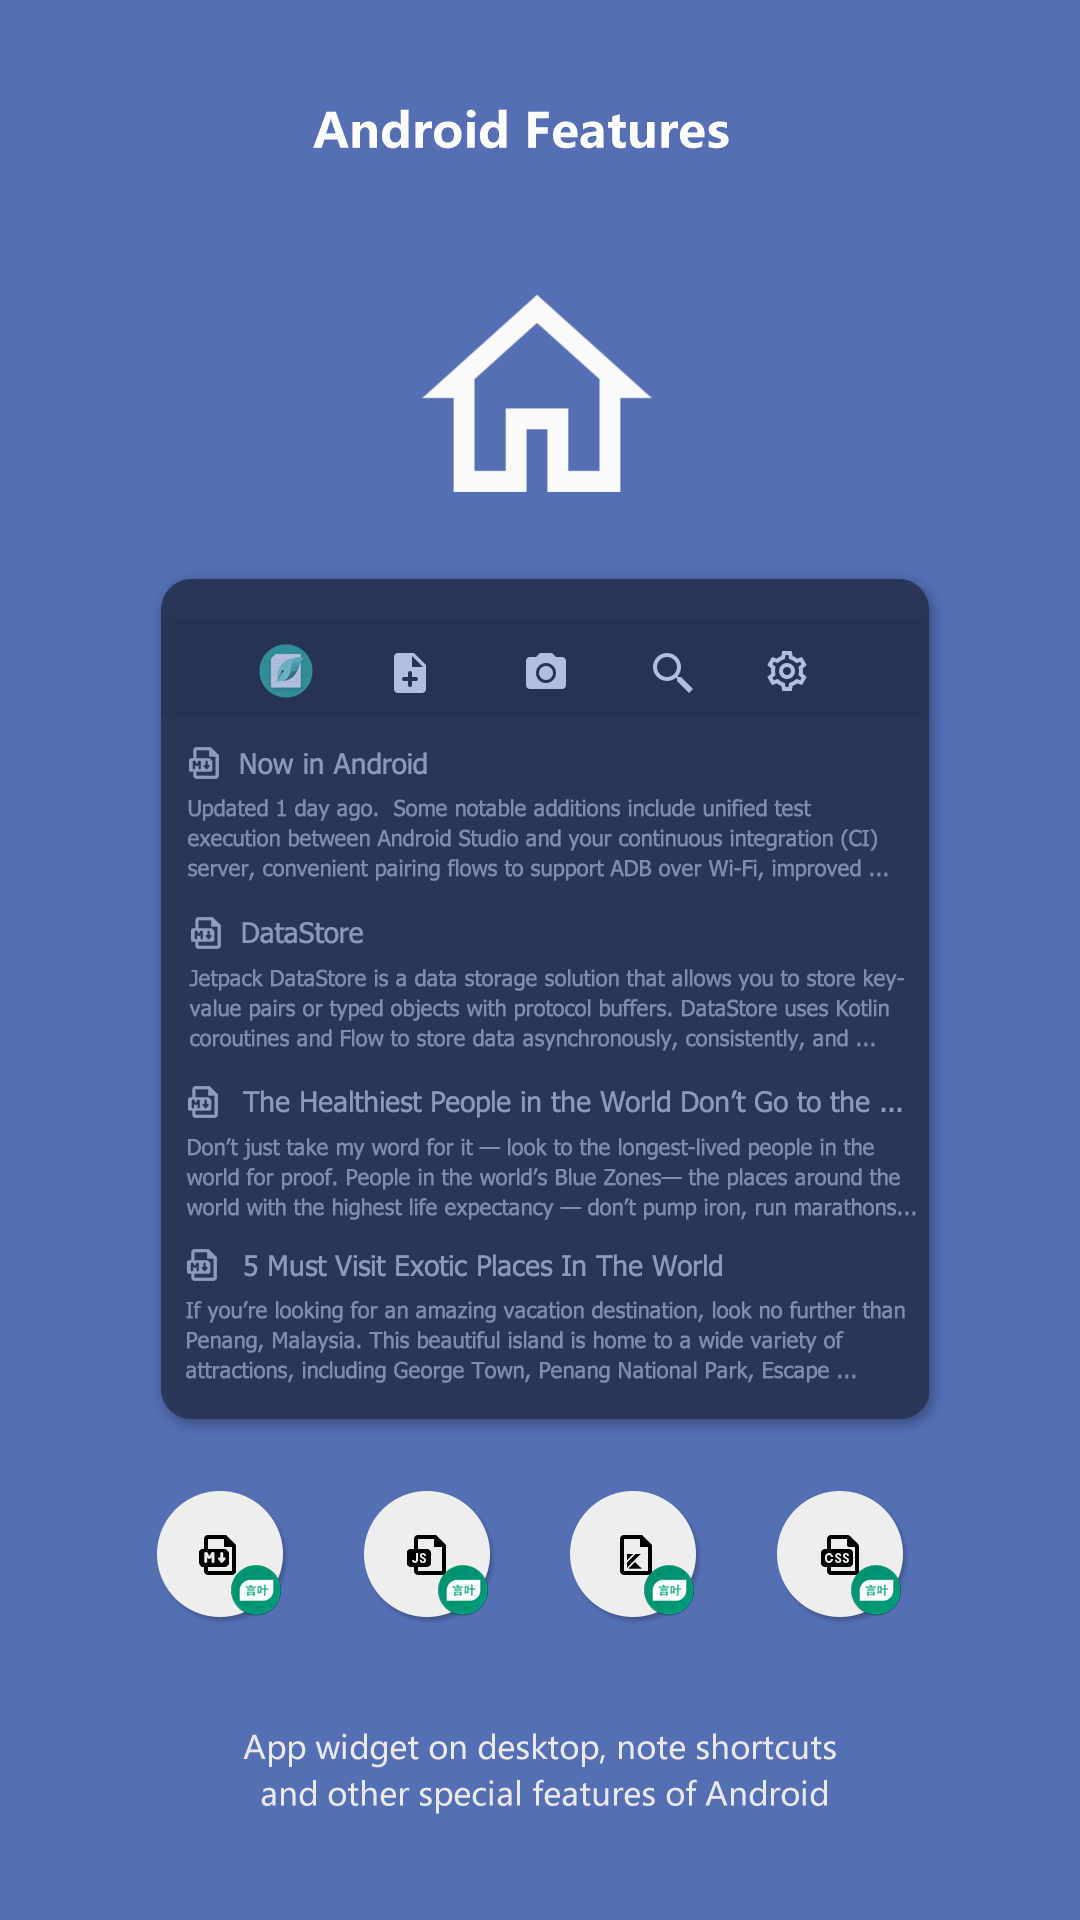 Android Features
Now in Android
Updated 1 day ago.  Some notable additions include unified test
execution between Android Studio and your continuous integration (CI)
server, convenient pairing flows to support ADB over Wi-Fi, improved ...
DataStore
Jetpack DataStore is a data storage solution that allows you to store key-
value pairs or typed objects with protocol buffers. DataStore uses Kotlin
coroutines and Flow to store data asynchronously, consistently, and ...
The Healthiest People in the World Don’t Go to the ...
Don’t just take my word for it — look to the longest-lived people in the
world for proof. People in the world’s Blue Zones— the places around the
world with the highest life expectancy — don’t pump iron, run marathons...
5 Must Visit Exotic Places In The World
If you’re looking for an amazing vacation destination, look no further than
Penang, Malaysia. This beautiful island is home to a wide variety of
attractions, including George Town, Penang National Park, Escape ...
M
JS
CSS
言叶
言叶
言叶
言叶
App widget on desktop, note shortcuts
and other special features of Android